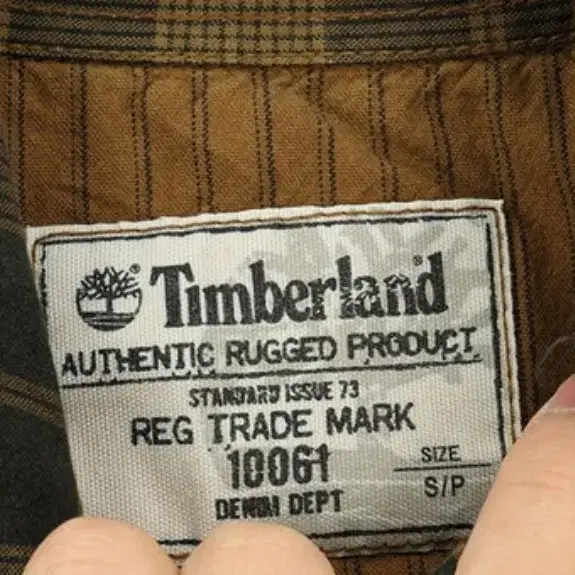 Timberland®
AUTHENTIC RUGGED PRODUCT
STANDARD ISSUE 73
REG TRADE MARK
10061
DENIM DEPT
SIZE
S/P